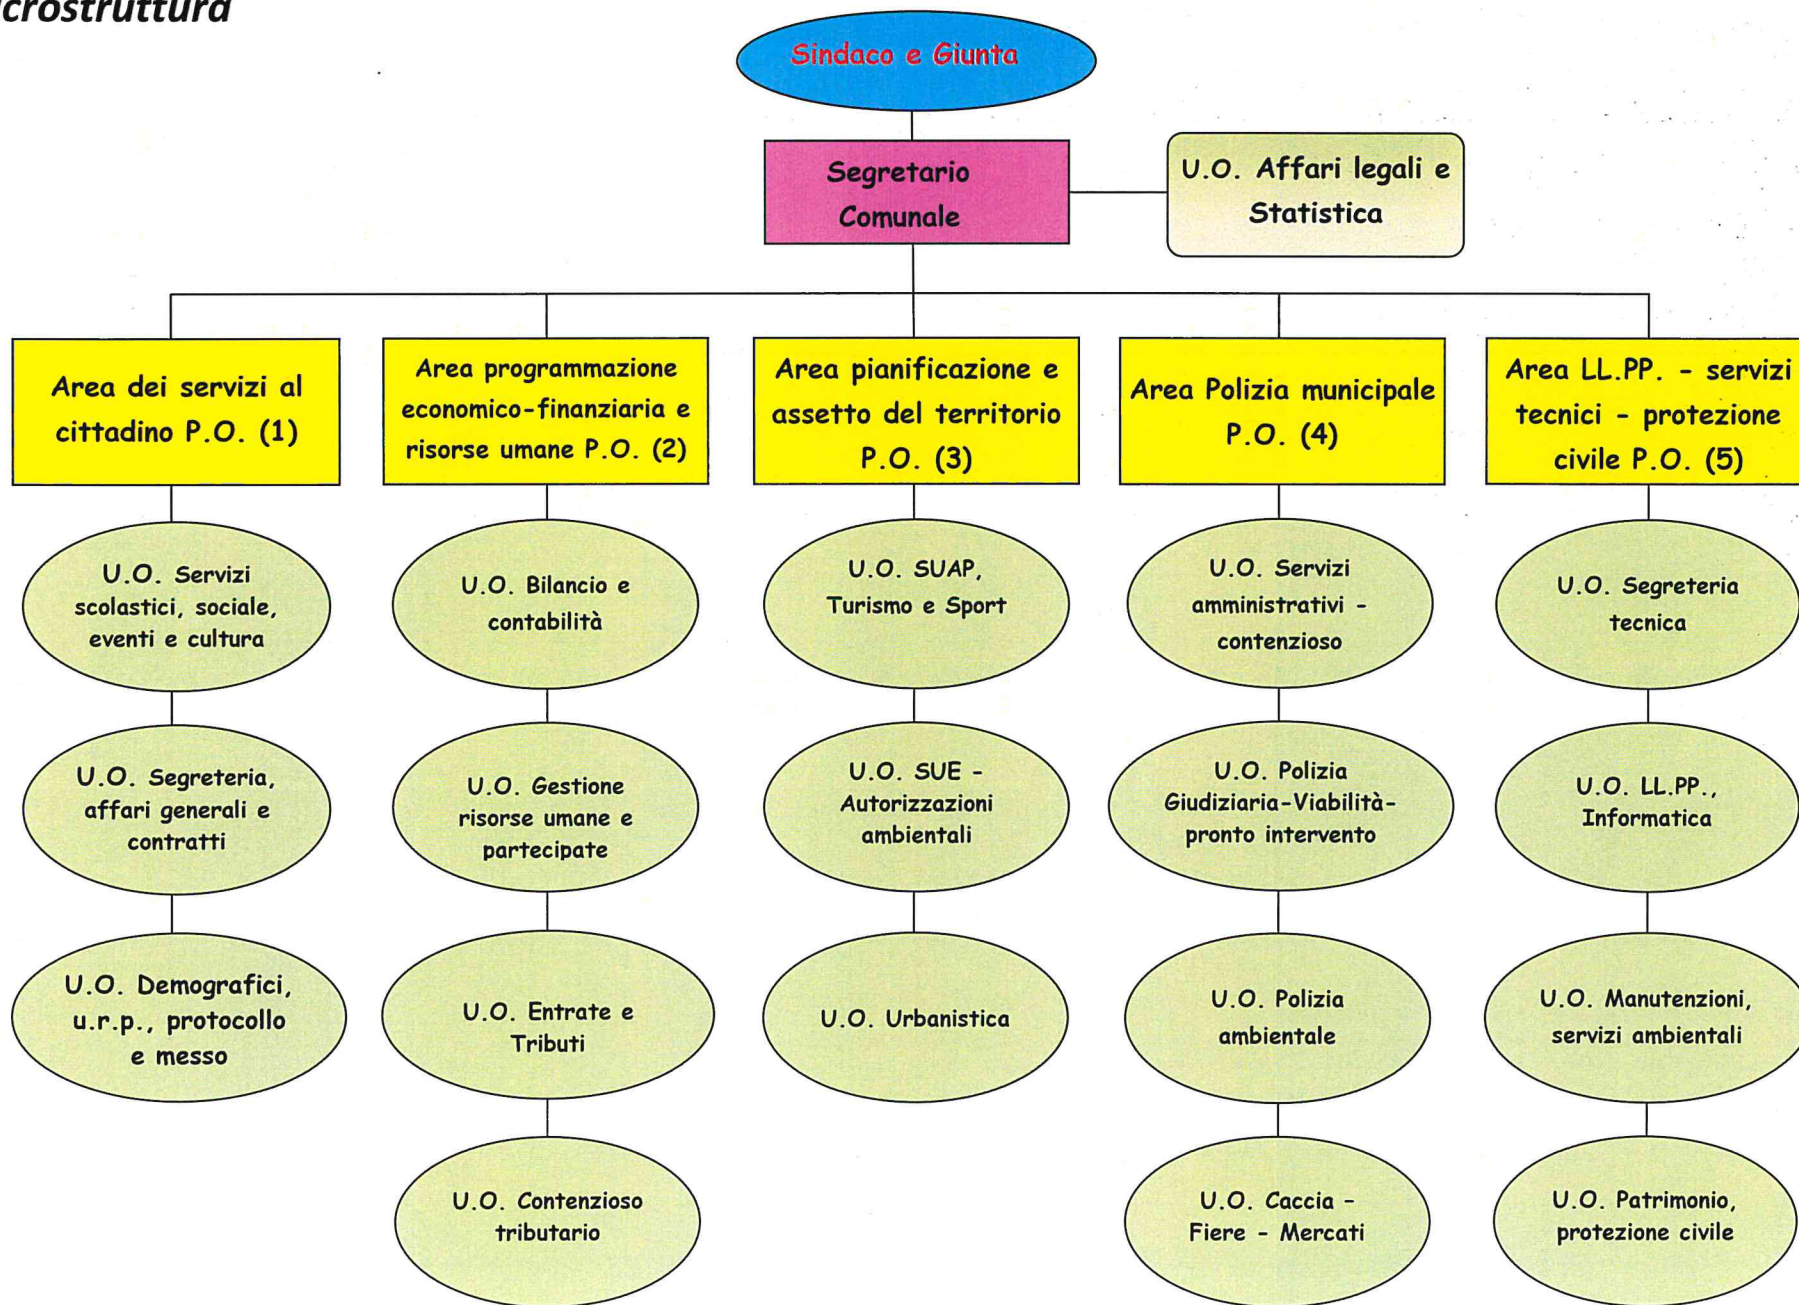 crostruttura
Sindaco e Giunta
Segretario
Comunale
U.O. Affari legali e
Statistica
Area dei servizi al
cittadino P.O. (1)
Area programmazione
economico-finanziaria e
risorse umane P.O. (2)
Area pianificazione e
assetto del territorio
P.O. (3)
Area Polizia municipale
P.O. (4)
Area LL.PP. - servizi
tecnici - protezione
civile P.O. (5)
U.O. Servizi
scolastici, sociale,
eventi e cultura
U.O. Bilancio e
contabilità
U.O. SUAP,
Turismo e Sport
U.O. Servizi
amministrativi -
contenzioso
U.O. Segreteria
tecnica
U.O. Segreteria,
affari generali e
contratti
U.O. Gestione
risorse umane e
partecipate
U.O. SUE -
Autorizzazioni
ambientali
U.O. Polizia
Giudiziaria-Viabilità-
pronto intervento
U.O. LL.PP.,
Informatica
U.O. Demografici,
u.r.p., protocollo
e messo
U.O. Entrate e
Tributi
U.O. Urbanistica
U.O. Polizia
ambientale
U.O. Manutenzioni,
servizi ambientali
U.O. Contenzioso
tributario
U.O. Caccia -
Fiere - Mercati
U.O. Patrimonio,
protezione civile